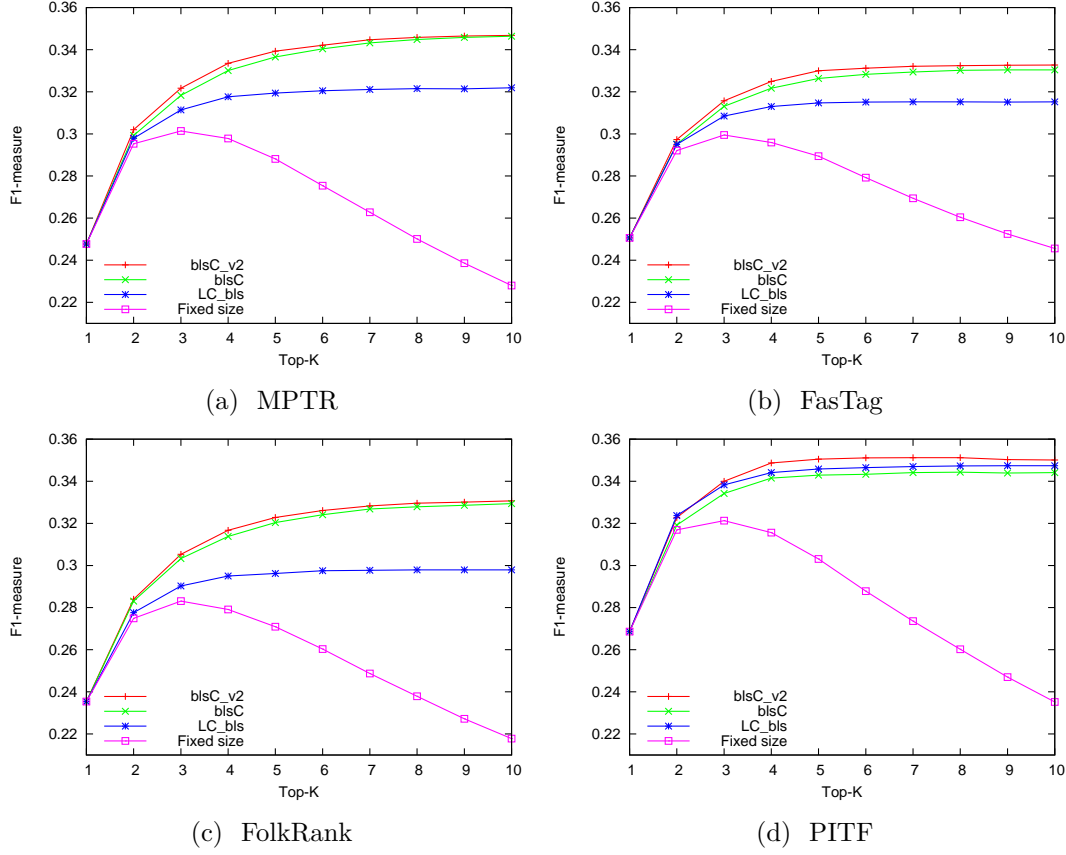 0.36
0.34
0.32
0.3
0.28
0.26
0.24
0.22
F1-measure
blsC_v2
blsC
LC_bls
Fixed size
1 2 3 4 5 6 7 8 9 10
Top-K
(a) MPTR
0.36
0.34
0.32
0.3
0.28
0.26
0.24
0.22
F1-measure
blsC_v2
blsC
LC_bls
Fixed size
1 2 3 4 5 6 7 8 9 10
Top-K
(b) FasTag
0.36
0.34
0.32
0.3
0.28
0.26
0.24
0.22
F1-measure
blsC_v2
blsC
LC_bls
Fixed size
1 2 3 4 5 6 7 8 9 10
Top-K
(c) FolkRank
0.36
0.34
0.32
0.3
0.28
0.26
0.24
0.22
F1-measure
blsC_v2
blsC
LC_bls
Fixed size
1 2 3 4 5 6 7 8 9 10
Top-K
(d) PITF